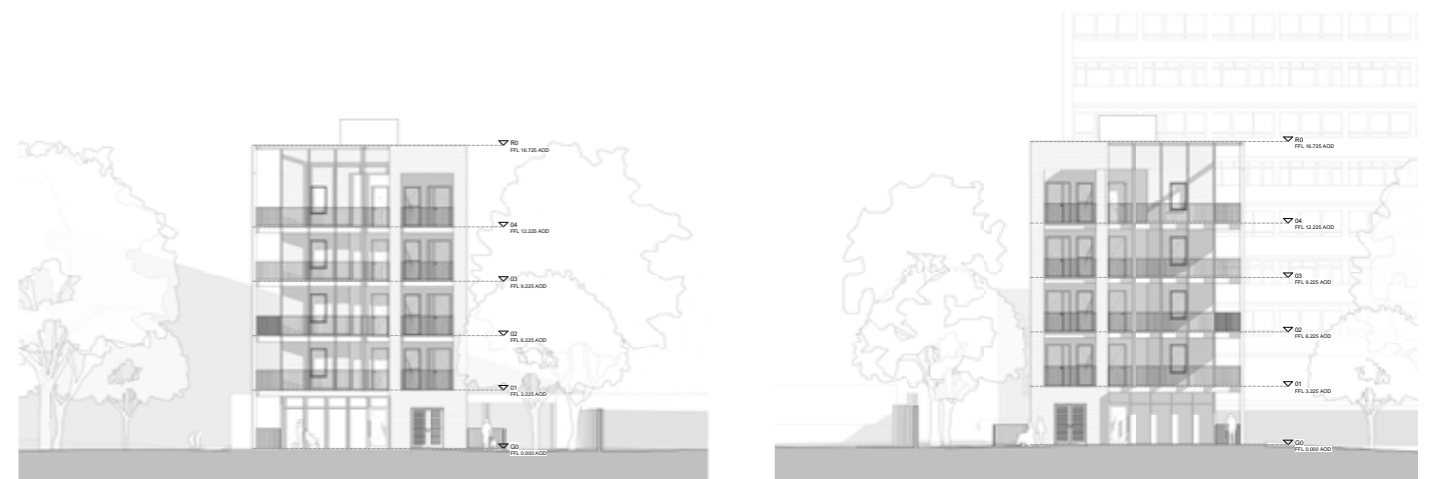 R0
FFL 16.725 AOD
04
FFL 12.225 AOD
03
FFL 9.225 AOD
02
FFL 6.225 AOD
01
FFL 3.225 AOD
G0
FFL 0.000 AOD
R0
FFL 16.725 AOD
04
FFL 12.225 AOD
03
FFL 9.225 AOD
02
FFL 6.225 AOD
01
FFL 3.225 AOD
G0
FFL 0.000 AOD